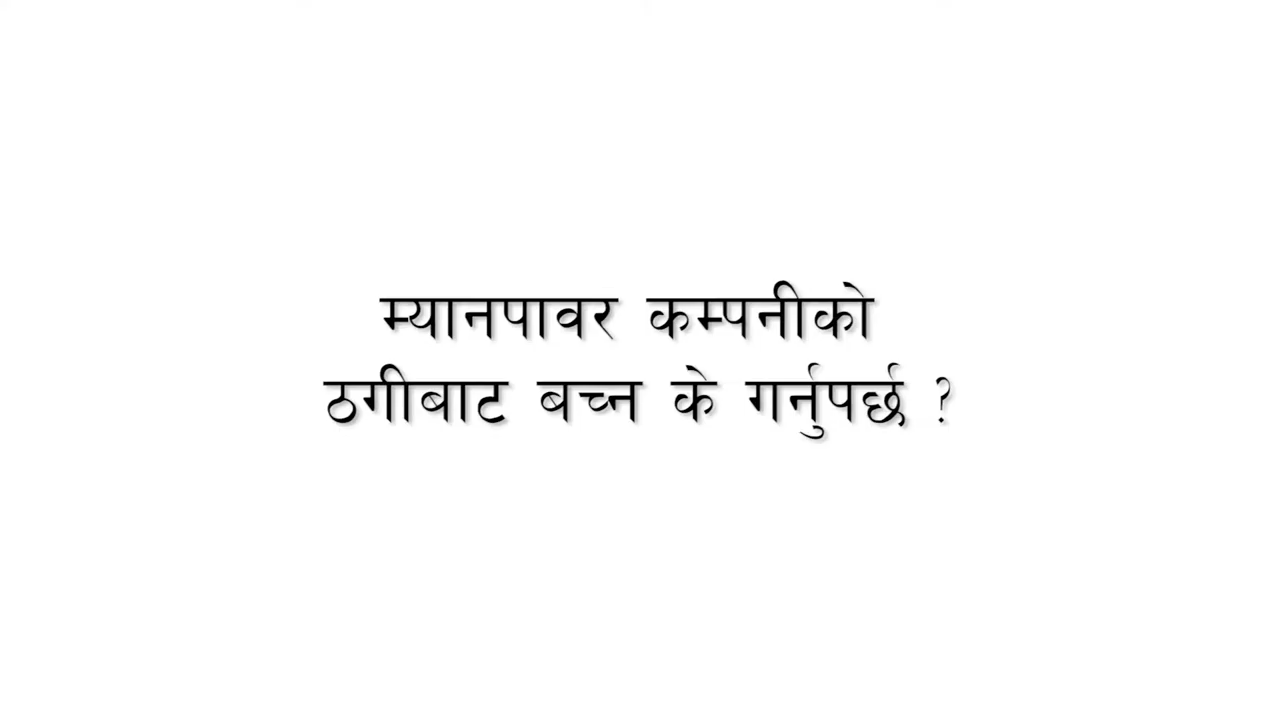 म्यानपावर कम्पनीको
ठगीबाट बच्न के गर्नुपर्छ ?